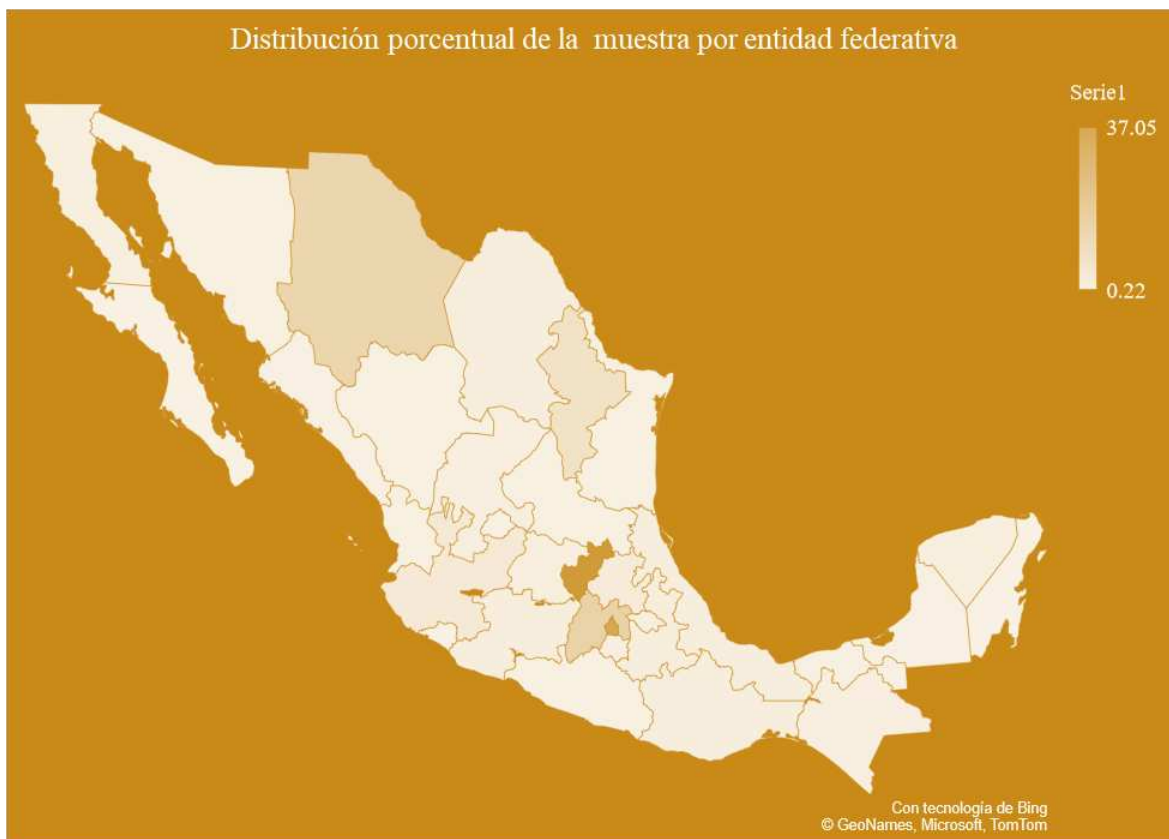 Distribución porcentual de la  muestra por entidad federativa
Serie1
37.05
0.22
Con tecnología de Bing
© GeoNames, Microsoft, TomTom